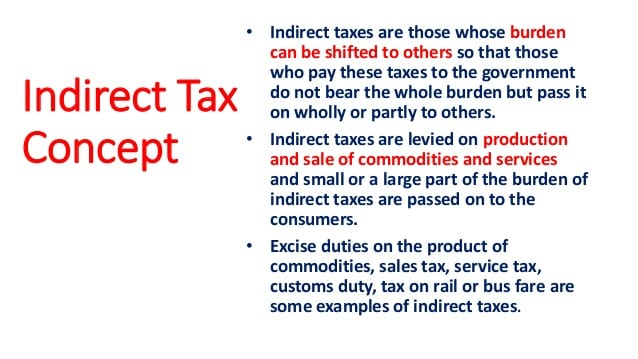 Indirect Tax
Concept
• Indirect taxes are those whose burden
can be shifted to others so that those
who pay these taxes to the government
do not bear the whole burden but pass it
on wholly or partly to others.
• Indirect taxes are levied on production
and sale of commodities and services
and small or a large part of the burden of
indirect taxes are passed on to the
consumers.
• Excise duties on the product of
commodities, sales tax, service tax,
customs duty, tax on rail or bus fare are
some examples of indirect taxes.